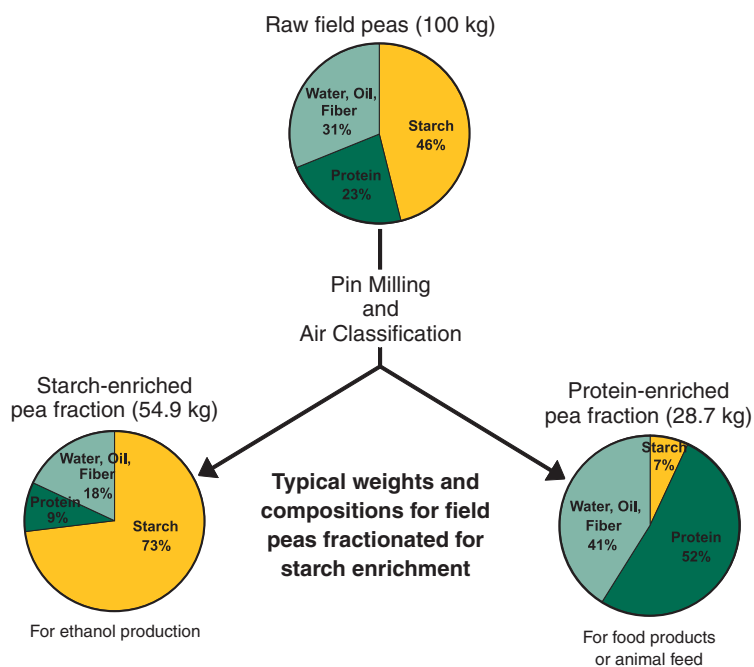 Raw field peas (100 kg)
Water, Oil,
Fiber
31%
Starch
46%
Protein
23%
Pin Milling
and
Air Classification
Starch-enriched
pea fraction (54.9 kg)
Water, Oil,
Fiber
18%
Protein
9%
Starch
73%
For ethanol production
Typical weights and
compositions for field
peas fractionated for
starch enrichment
Protein-enriched
pea fraction (28.7 kg)
Starch
7%
Water, Oil,
Fiber
41%
Protein
52%
For food products
or animal feed